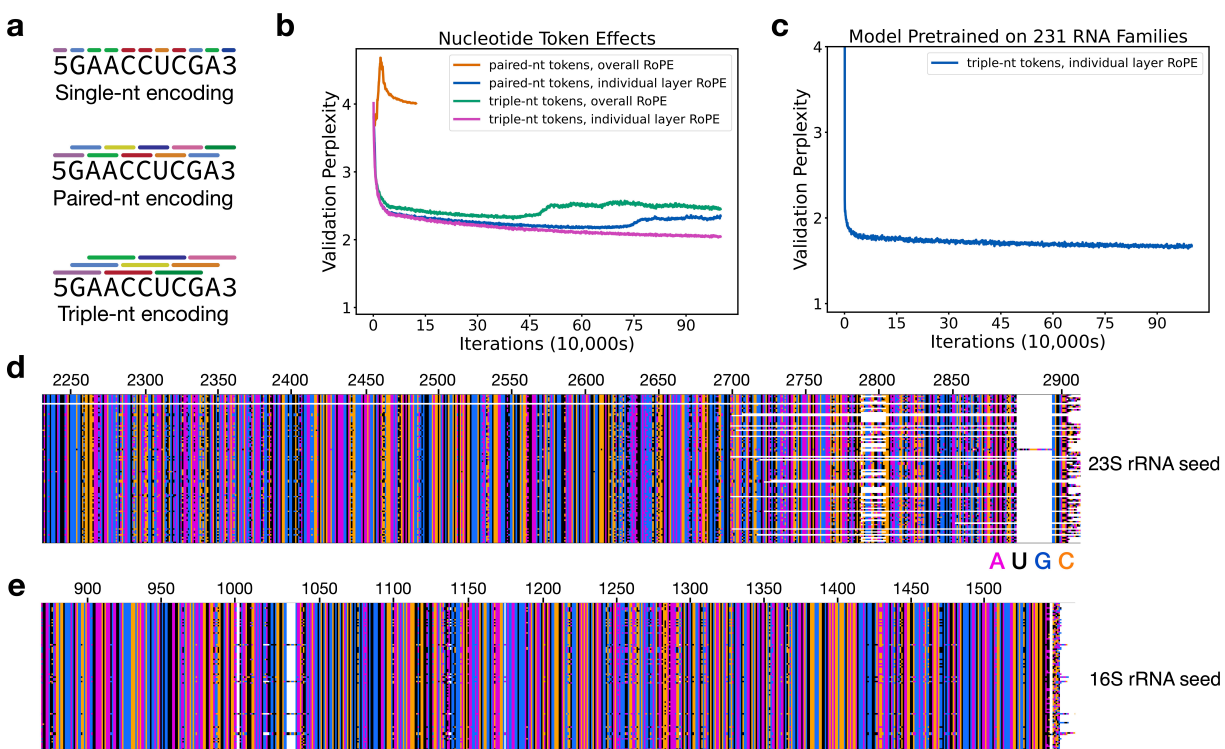 a
5GAACCUCGA3
Single-nt encoding
5GAACCUCGA3
Paired-nt encoding
5GAACCUCGA3
Triple-nt encoding
b
Nucleotide Token Effects
paired-nt tokens, overall RoPE
paired-nt tokens, individual layer RoPE
triple-nt tokens, overall RoPE
triple-nt tokens, individual layer RoPE
Validation Perplexity
4
3
2
1
0 15 30 45 60 75 90
Iterations (10,000s)
c
Model Pretrained on 231 RNA Families
triple-nt tokens, individual layer RoPE
Validation Perplexity
4
3
2
1
0 15 30 45 60 75 90
Iterations (10,000s)
d
2250 2300 2350 2400 2450 2500 2550 2600 2650 2700 2750 2800 2850 2900
23S rRNA seed
A U G C
e
900 950 1000 1050 1100 1150 1200 1250 1300 1350 1400 1450 1500
16S rRNA seed